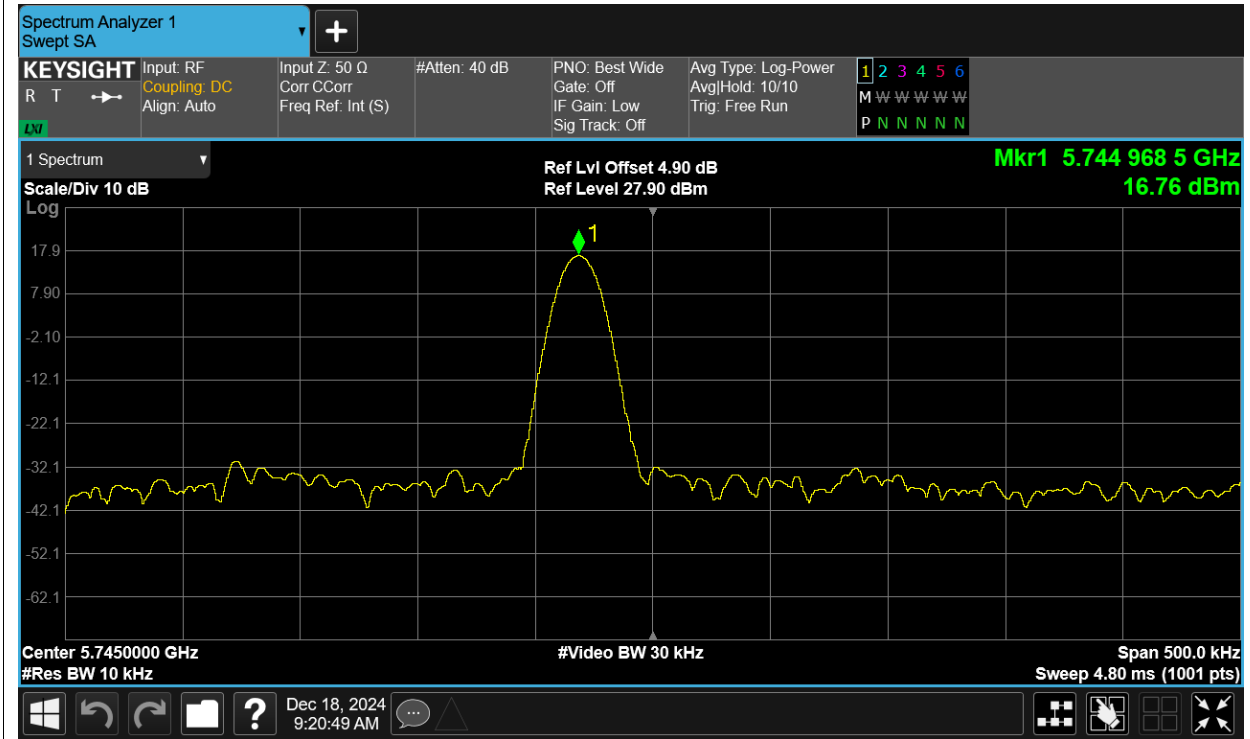 Spectrum Analyzer 1
Swept SA
KEYSIGHT
R T
LXI
Input: RF
Coupling: DC
Align: Auto
Input Z: 50 Ω
Corr CCorr
Freq Ref: Int (S)
#Atten: 40 dB
PNO: Best Wide
Gate: Off
IF Gain: Low
Sig Track: Off
Avg Type: Log-Power
Avg|Hold: 10/10
Trig: Free Run
1 2 3 4 5 6
M W W W W W
P N N N N N
1 Spectrum
Scale/Div 10 dB
Log
Ref Lvl Offset 4.90 dB
Ref Level 27.90 dBm
Mkr1 5.744 968 5 GHz
16.76 dBm
1
17.9
7.90
-2.10
-12.1
-22.1
-32.1
-42.1
-52.1
-62.1
Center 5.7450000 GHz
#Video BW 30 kHz
Span 500.0 kHz
#Res BW 10 kHz
Sweep 4.80 ms (1001 pts)
?
Dec 18, 2024
9:20:49 AM